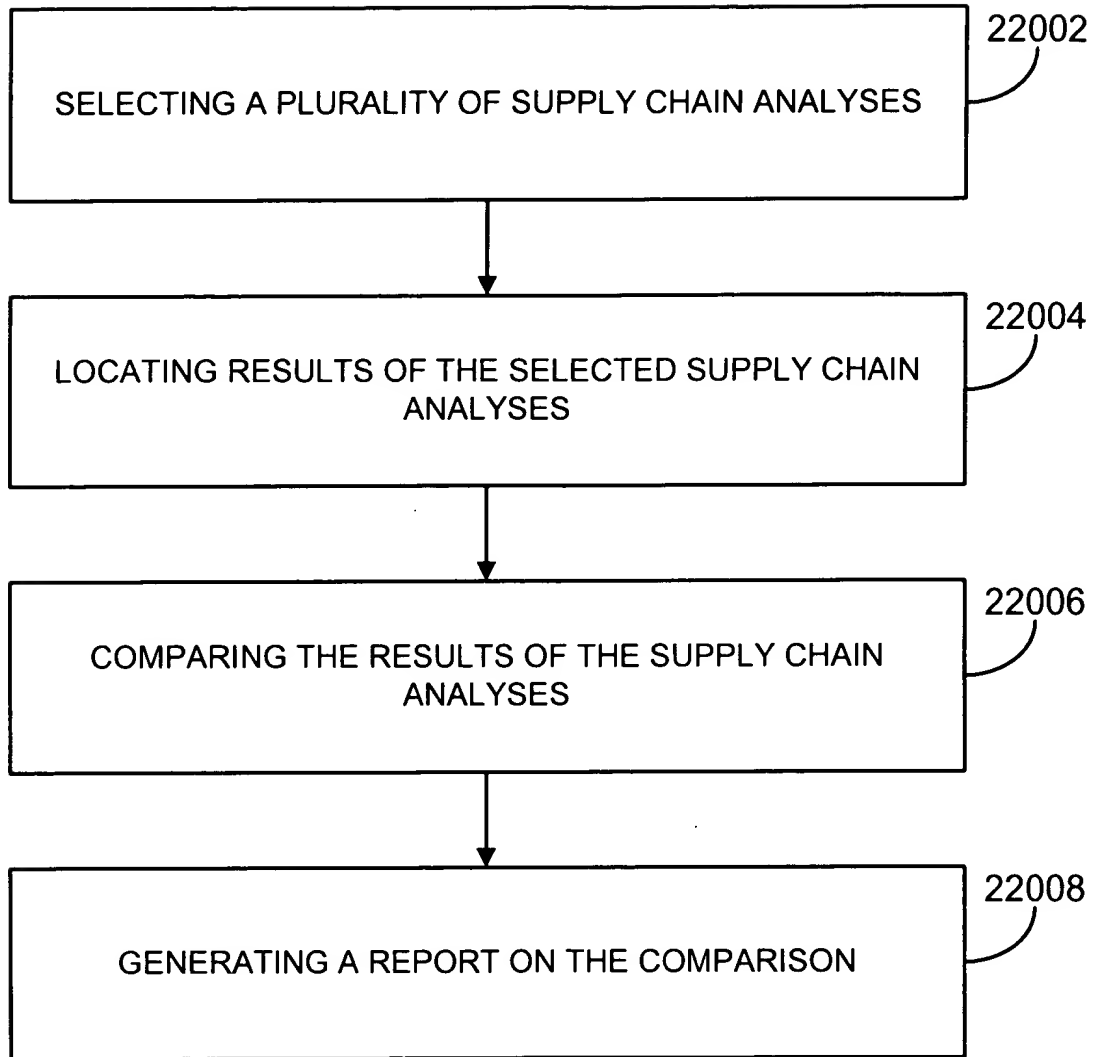 22002
SELECTING A PLURALITY OF SUPPLY CHAIN ANALYSES
22004
LOCATING RESULTS OF THE SELECTED SUPPLY CHAIN
ANALYSES
22006
COMPARING THE RESULTS OF THE SUPPLY CHAIN
ANALYSES
22008
GENERATING A REPORT ON THE COMPARISON